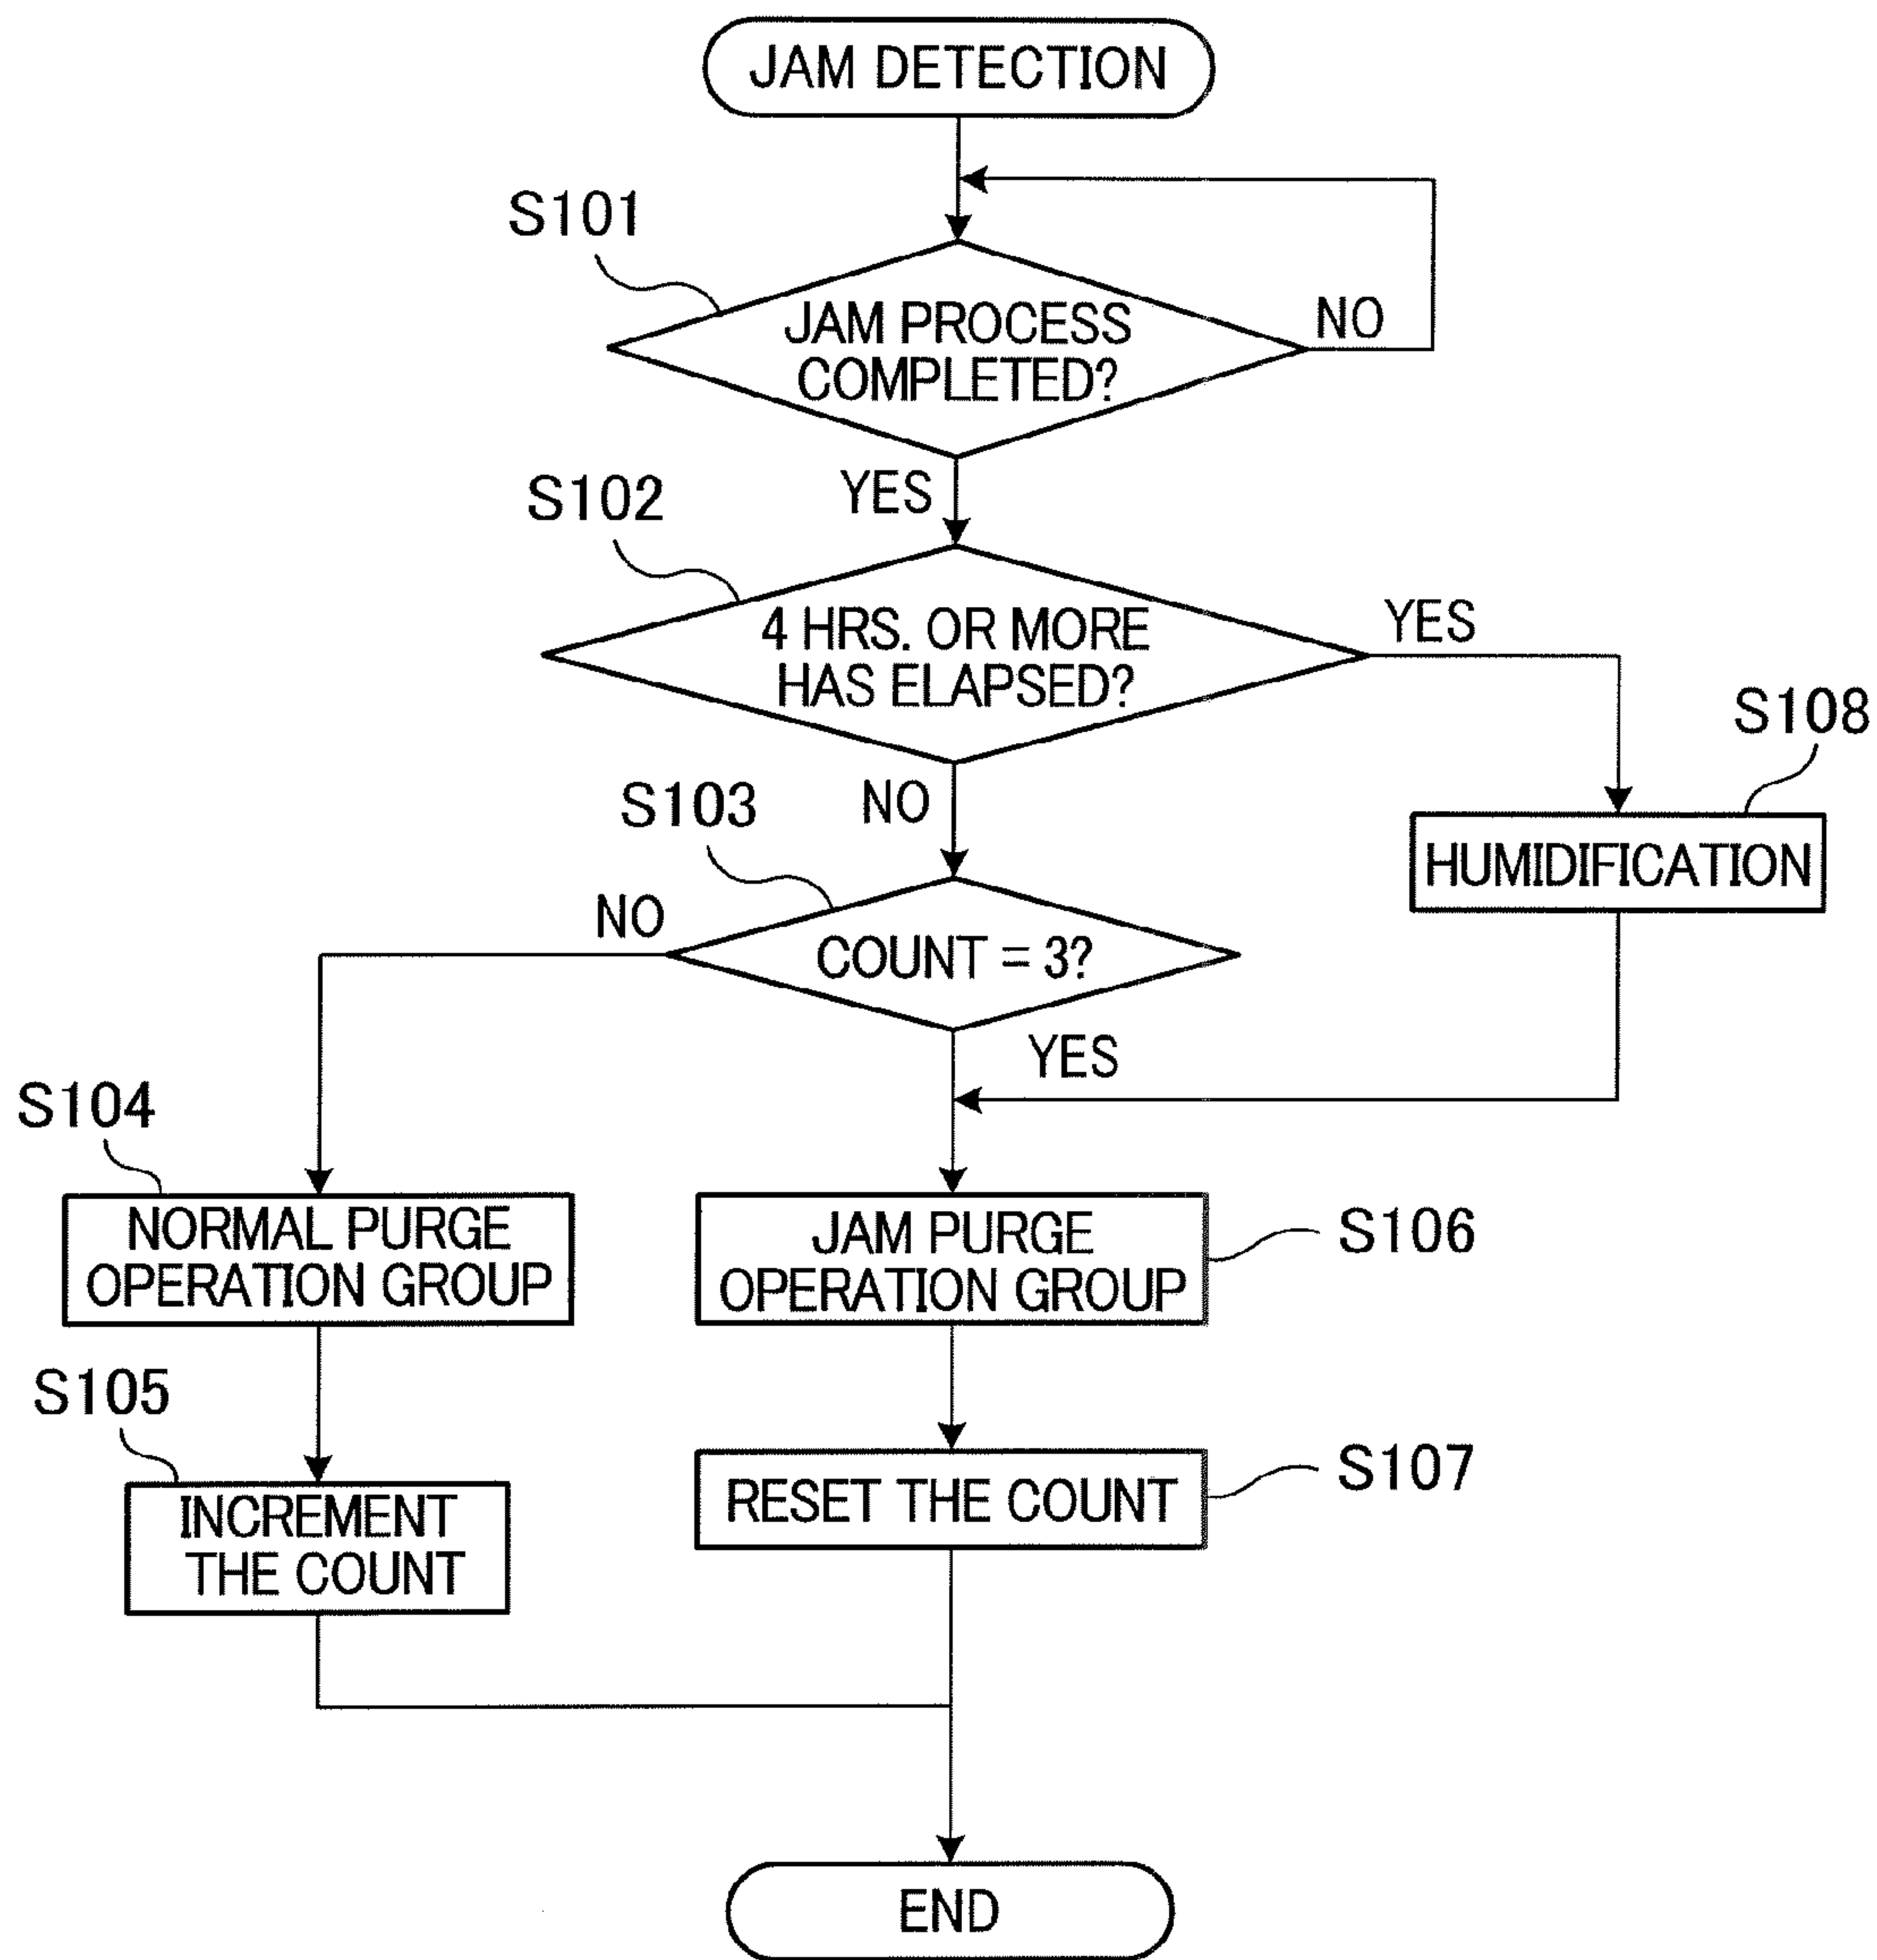 JAM DETECTION
S101
JAM PROCESS
COMPLETED?
NO
YES
S102
4 HRS. OR MORE
HAS ELAPSED?
YES
S108
HUMIDIFICATION
NO
S103
COUNT = 3?
NO
YES
S104
NORMAL PURGE
OPERATION GROUP
JAM PURGE
OPERATION GROUP
S106
S105
INCREMENT
THE COUNT
RESET THE COUNT
S107
END